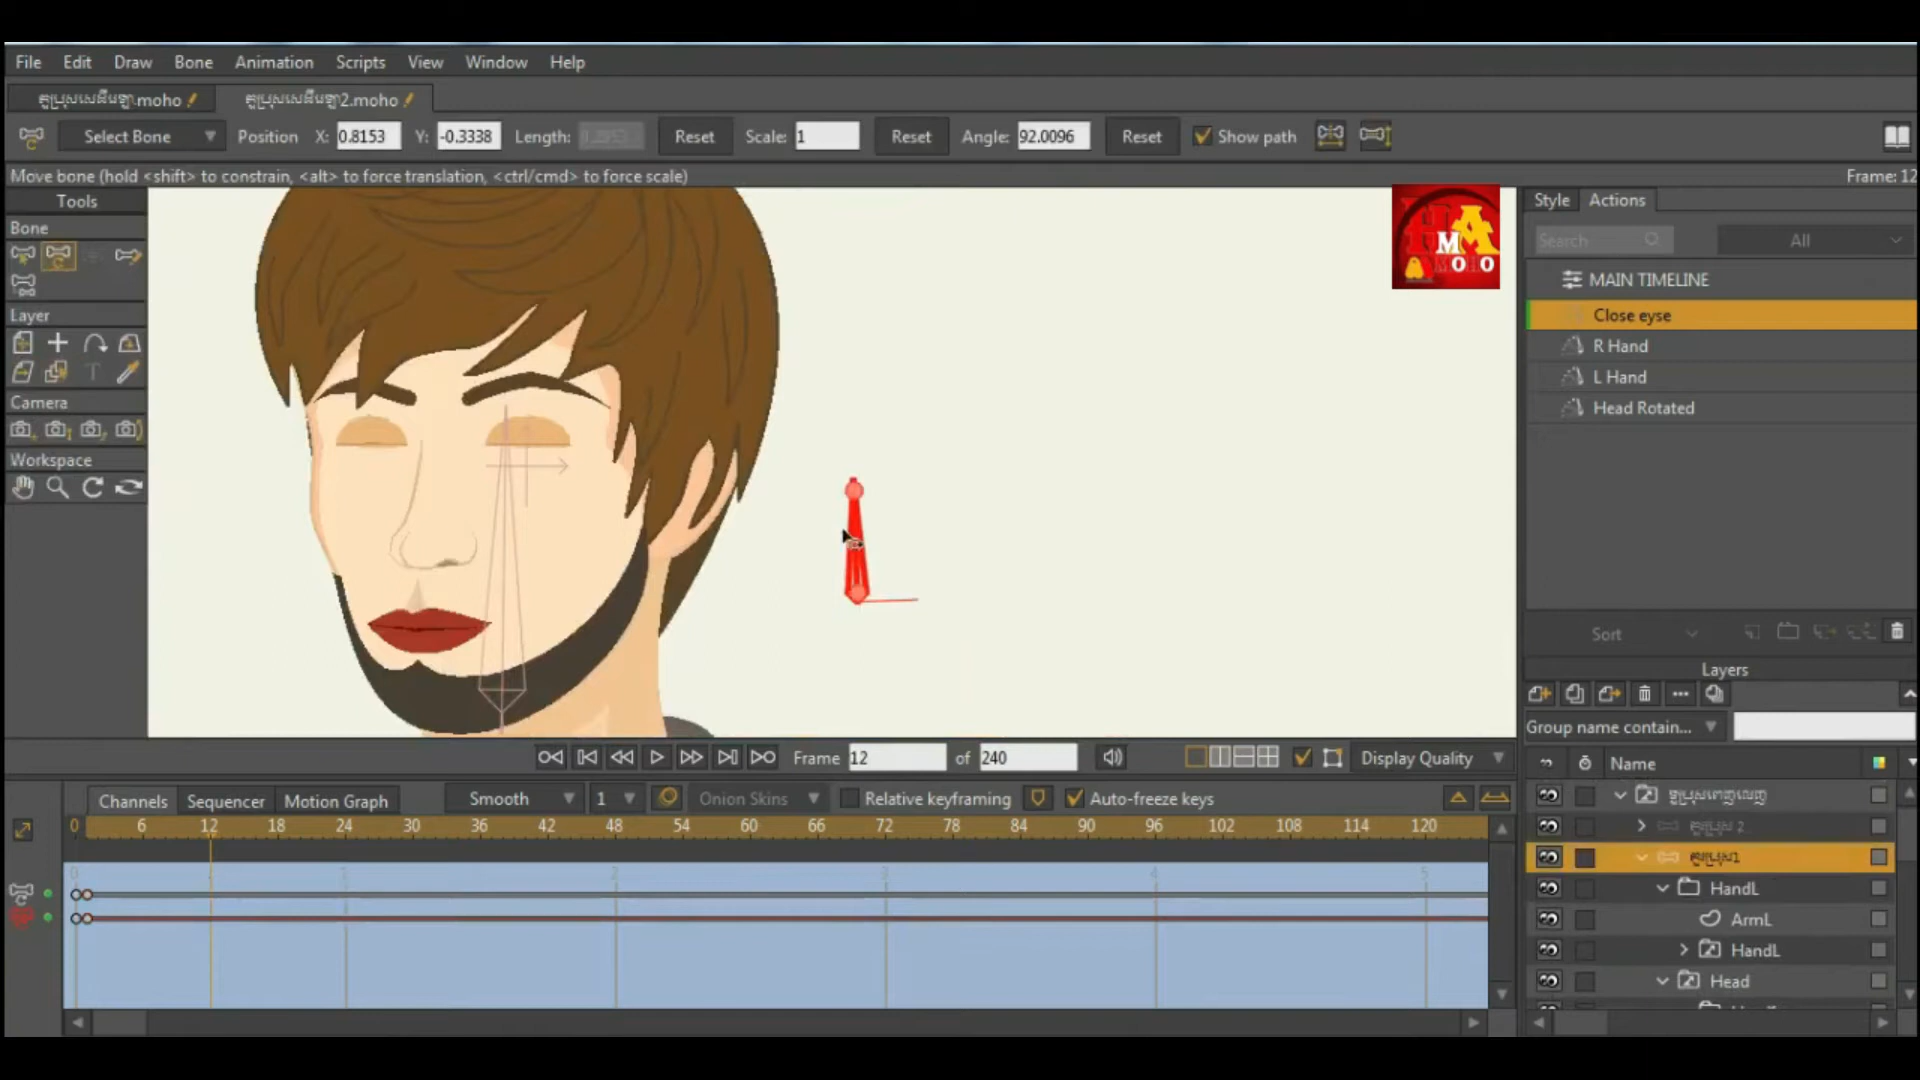 File Edit Draw Bone Animation Scripts View Window Help
Select Bone Position X: 0.8153 Y: -0.3338 Length: Reset Scale: 1 Reset Angle: 92.0096 Reset Show path
Move bone (hold <shift> to constrain, <alt> to force translation, <ctrl/cmd> to force scale) Frame: 12
Tools
Bone
Layer
Camera
Workspace
Style Actions
Search All
MAIN TIMELINE
Close eyse
R Hand
L Hand
Head Rotated
Sort
Layers
Group name contain...
Name
HandL
ArmL
HandL
Head
Frame 12 of 240 Display Quality
Channels Sequencer Motion Graph Smooth 1 Onion Skins Relative keyframing Auto-freeze keys
0 6 12 18 24 30 36 42 48 54 60 66 72 78 84 90 96 102 108 114 120
0 1 2 3 4 5